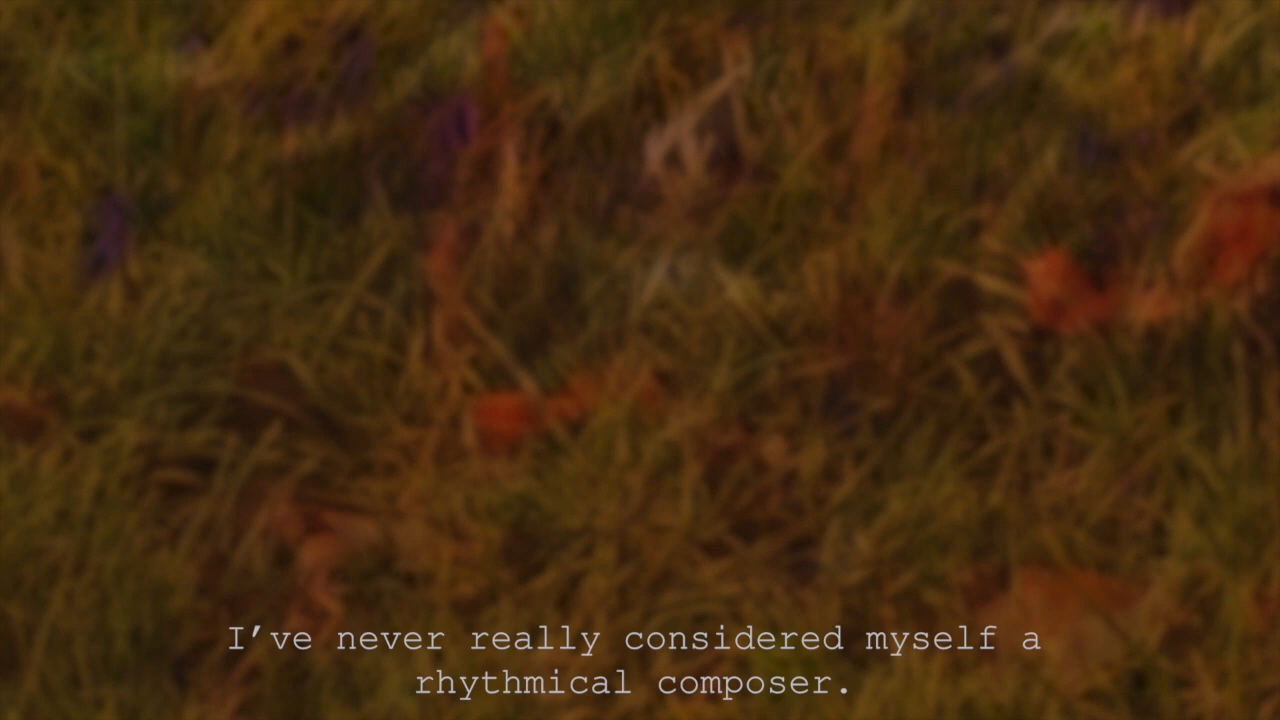 I’ve never really considered myself a
rhythmical composer.